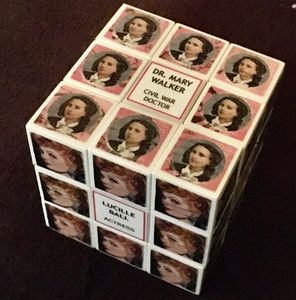 DR. MARY
WALKER
CIVIL WAR
DOCTOR
LUCILLE
BALL
ACTRESS